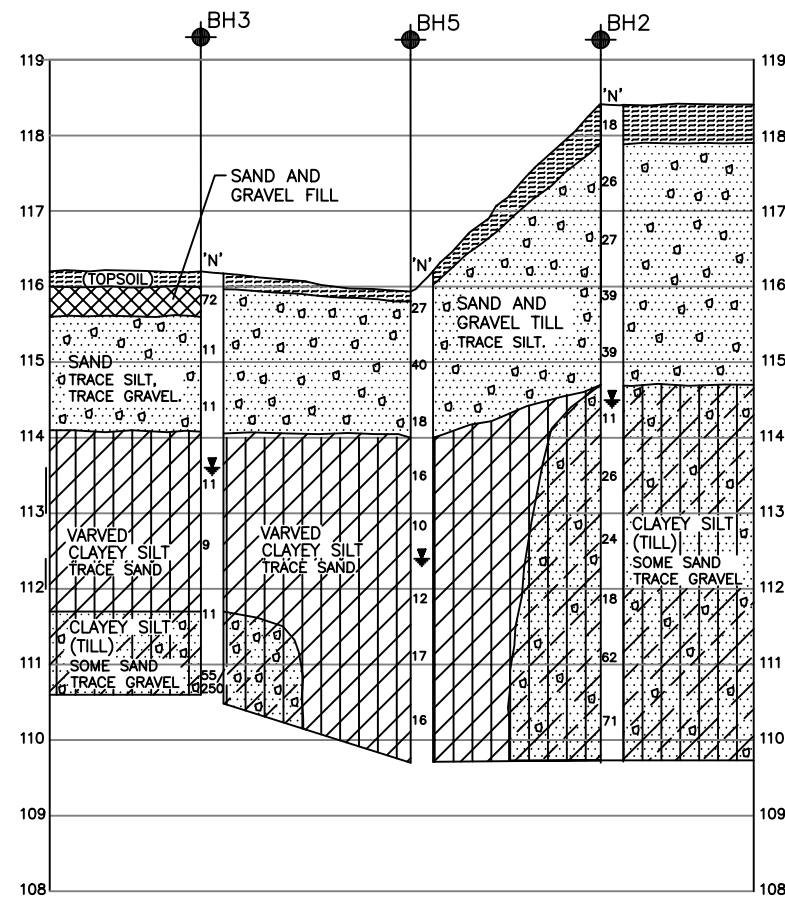 BH3
BH5
BH2
119
119
'N'
118
18
118
SAND AND
GRAVEL FILL
26
117
117
27
'N'
'N'
(TOPSOIL)
116
116
72
39
27
SAND AND
GRAVEL TILL
TRACE SILT.
11
39
115
40
115
SAND
TRACE SILT,
TRACE GRAVEL.
11
18
11
114
114
11
16
26
113
113
10
CLAYEY SILT
(TILL)
SOME SAND
TRACE GRAVEL
VARVED
CLAYEY SILT
TRACE SAND
9
VARVED
CLAYEY SILT
TRACE SAND.
24
112
112
12
18
11
CLAYEY SILT
(TILL)
SOME SAND
TRACE GRAVEL
17
62
111
111
55/
250
16
71
110
110
109
109
108
108